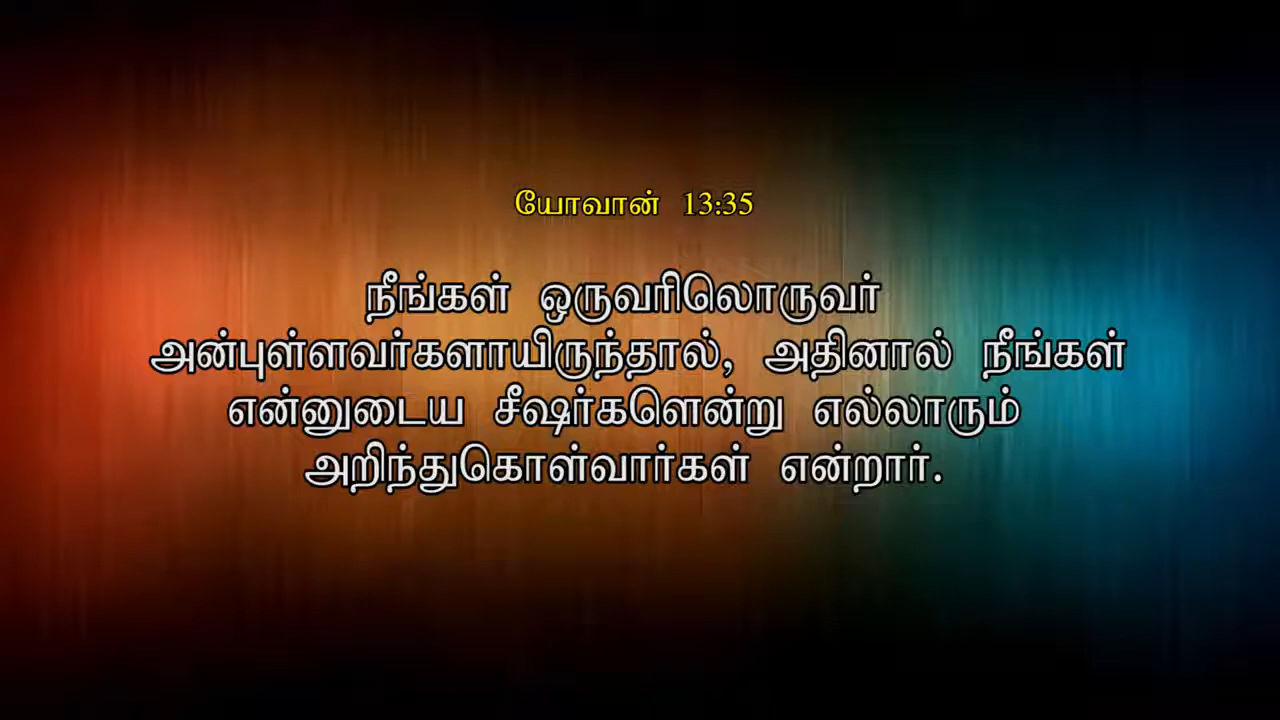 யோவான் 13:35
நீங்கள் ஒருவரிலொருவர்
அன்புள்ளவர்களாயிருந்தால், அதினால் நீங்கள்
என்னுடைய சீஷர்களென்று எல்லாரும்
அறிந்துகொள்வார்கள் என்றார்.